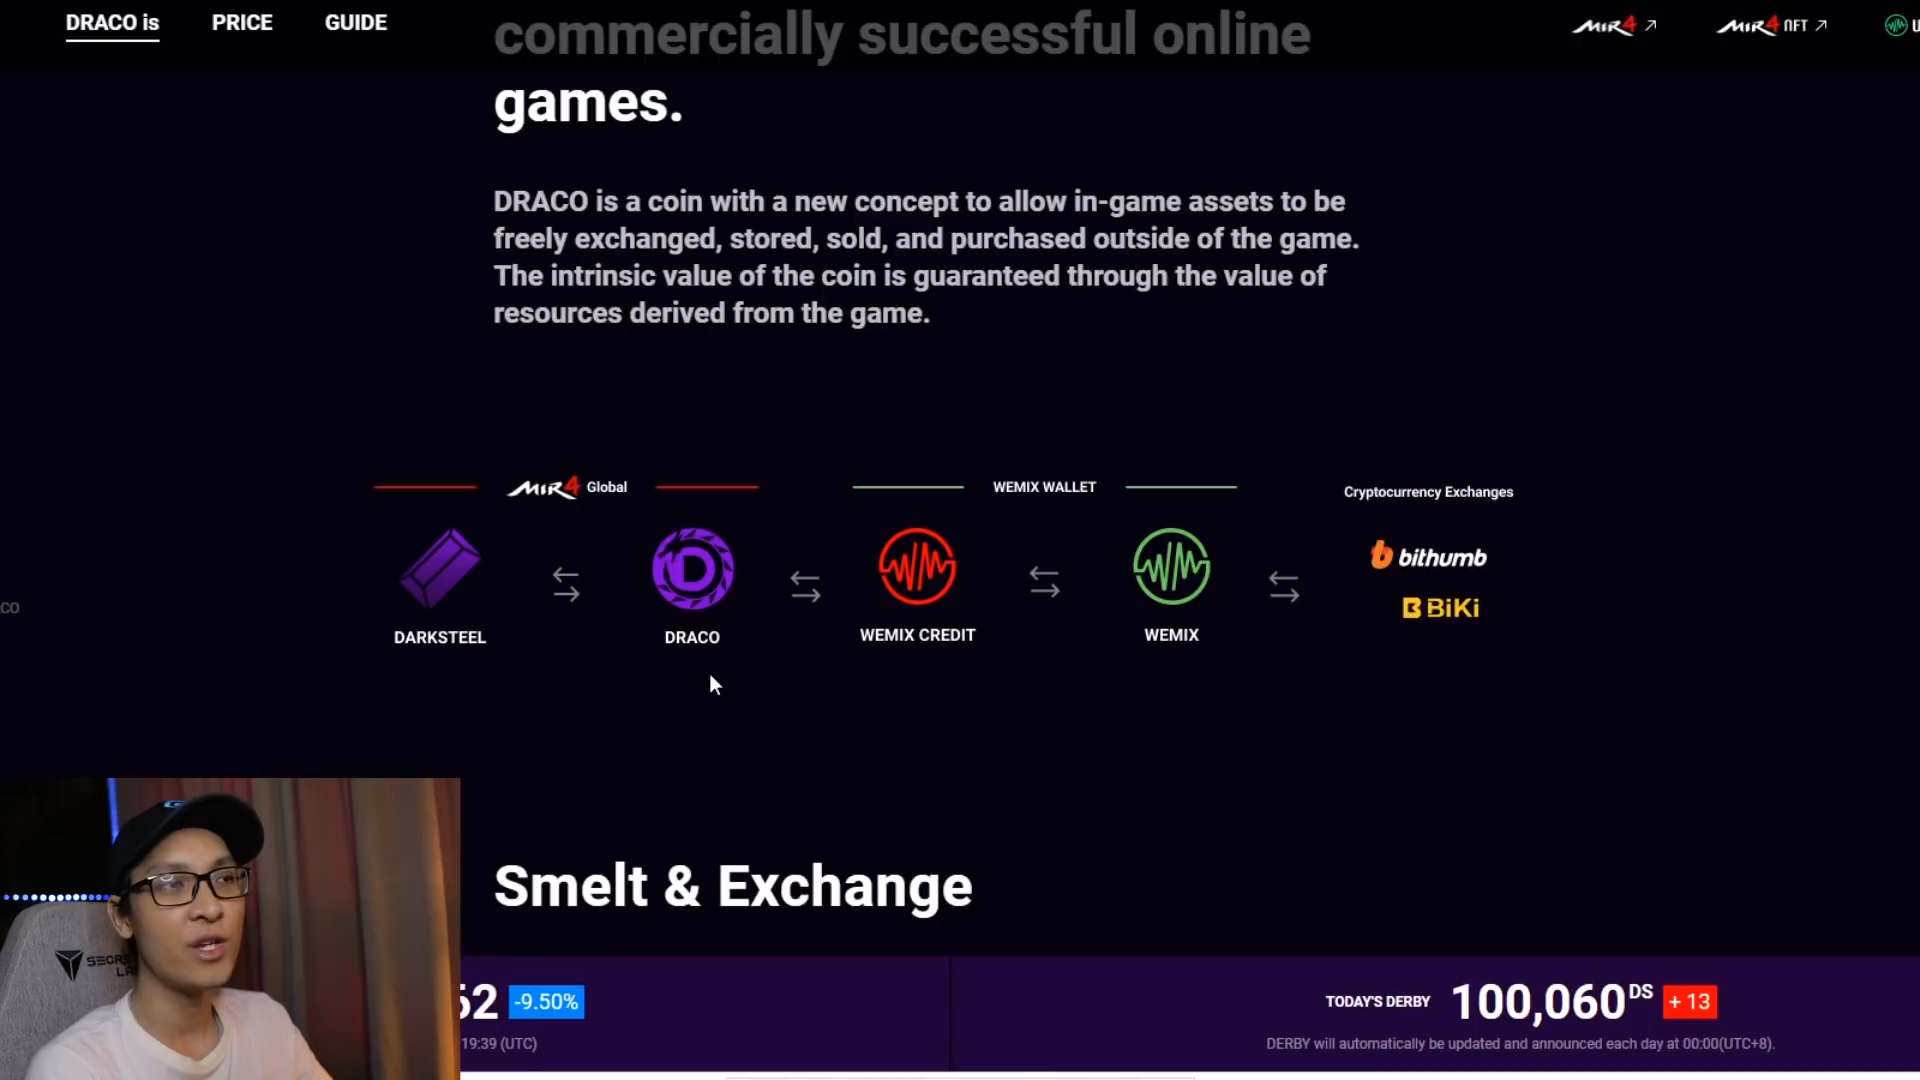 DRACO is PRICE GUIDE MIR4 MIR4 NFT
commercially successful online
games.
DRACO is a coin with a new concept to allow in-game assets to be
freely exchanged, stored, sold, and purchased outside of the game.
The intrinsic value of the coin is guaranteed through the value of
resources derived from the game.
MIR4 Global WEMIX WALLET Cryptocurrency Exchanges
bithumb
BiKi
DARKSTEEL DRACO WEMIX CREDIT WEMIX
Smelt & Exchange
62 -9.50% TODAY'S DERBY 100,060 DS + 13
19:39 (UTC) DERBY will automatically be updated and announced each day at 00:00(UTC+8).